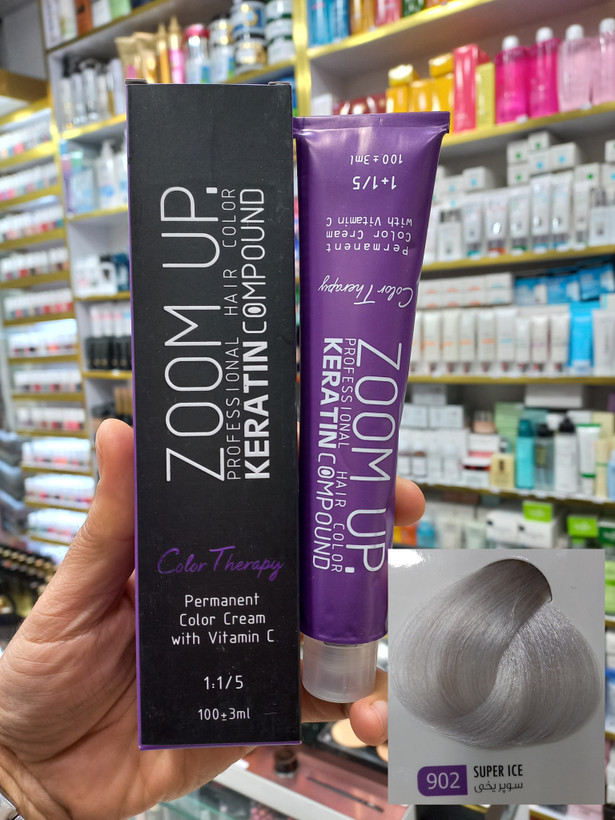 ZOOM UP.
PROFESSIONAL HAIR COLOR
KERATIN COMPOUND
Color Therapy
Permanent
Color Cream
with Vitamin C
1:1/5
100±3ml
ZOOM UP.
PROFESSIONAL HAIR COLOR
KERATIN COMPOUND
Color Therapy
Permanent
Color Cream
with Vitamin C
1+1/5
100±3ml
902
SUPER ICE
سوپر یخی